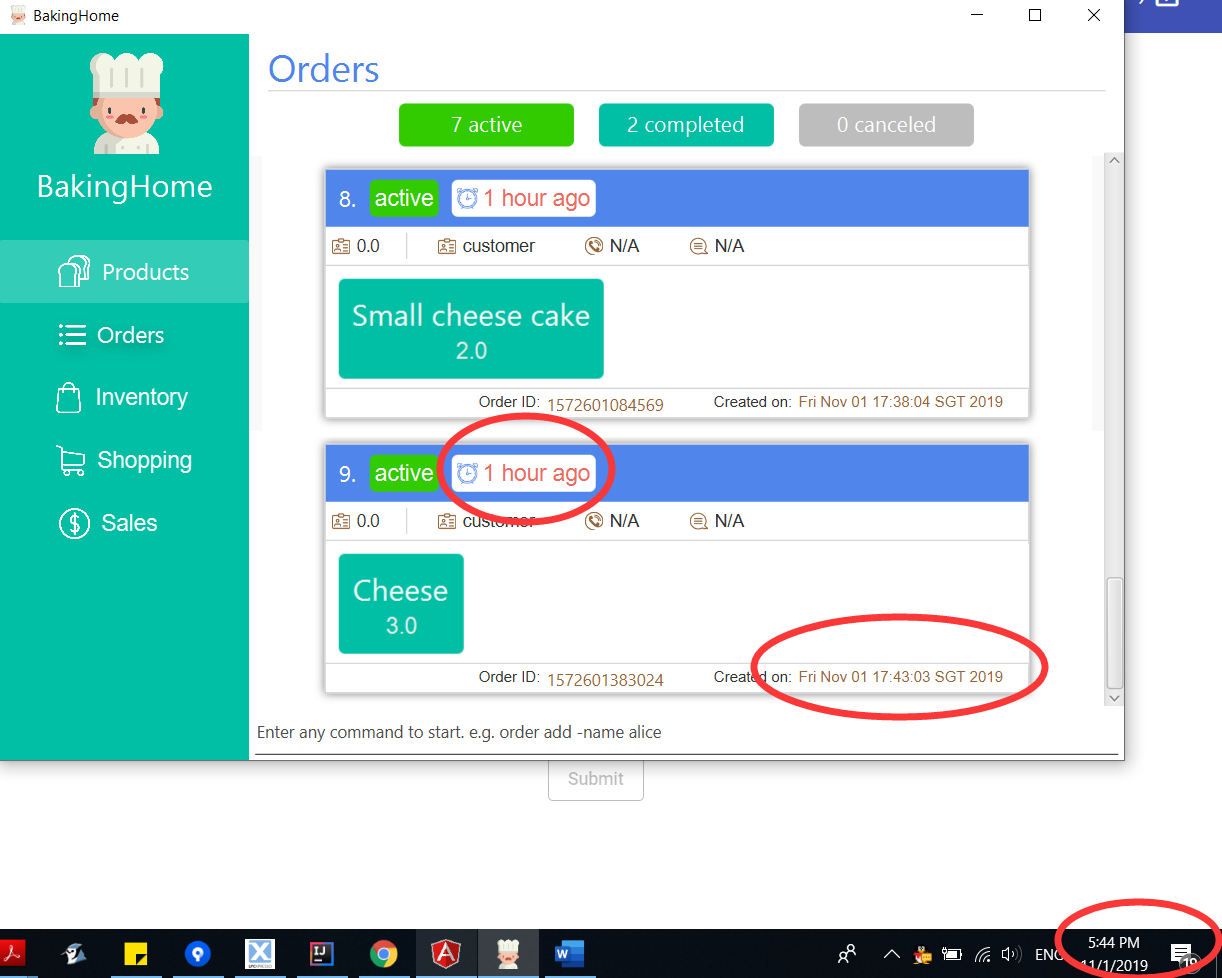 BakingHome
Orders
7 active 2 completed 0 canceled
BakingHome
Products
Orders
Inventory
Shopping
Sales
8. active 1 hour ago
0.0 customer N/A N/A
Small cheese cake
2.0
Order ID: 1572601084569 Created on: Fri Nov 01 17:38:04 SGT 2019
9. active 1 hour ago
0.0 customer N/A N/A
Cheese
3.0
Order ID: 1572601383024 Created on: Fri Nov 01 17:43:03 SGT 2019
Enter any command to start. e.g. order add -name alice
Submit
ENG 5:44 PM
11/1/2019 19